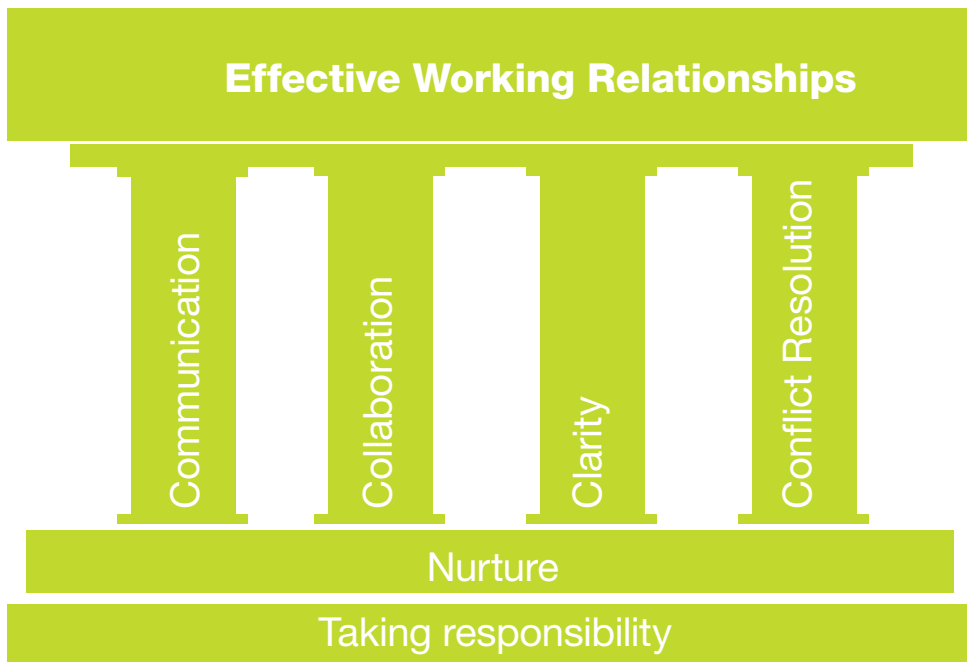 Effective Working Relationships
Communication
Collaboration
Clarity
Conflict Resolution
Nurture
Taking responsibility